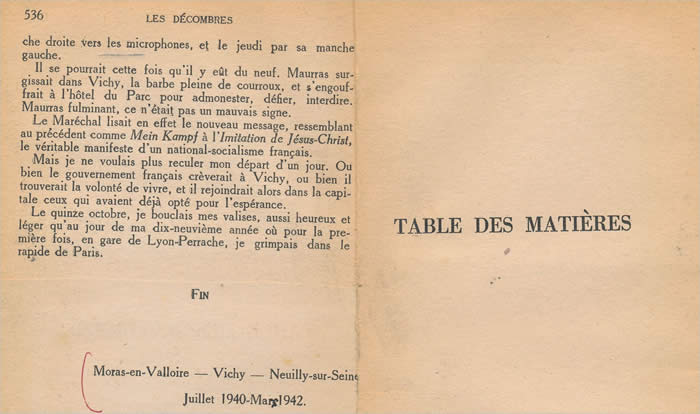 536
LES DÉCOMBRES
che droite vers les microphones, et le jeudi par sa manche
gauche.
Il se pourrait cette fois qu'il y eût du neuf. Maurras sur-
gissait dans Vichy, la barbe pleine de courroux, et s'engouf-
frait à l'hôtel du Parc pour admonester, défier, interdire.
Maurras fulminant, ce n'était pas un mauvais signe.
Le Maréchal lisait en effet le nouveau message, ressemblant
au précédent comme Mein Kampf à l'Imitation de Jésus-Christ,
le véritable manifeste d'un national-socialisme français.
Mais je ne voulais plus reculer mon départ d'un jour. Ou
bien le gouvernement français crèverait à Vichy, ou bien il
trouverait la volonté de vivre, et il rejoindrait alors dans la capi-
tale ceux qui avaient déjà opté pour l'espérance.
Le quinze octobre, je bouclais mes valises, aussi heureux et
léger qu'au jour de ma dix-neuvième année où pour la pre-
mière fois, en gare de Lyon-Perrache, je grimpais dans le
rapide de Paris.
FIN
Moras-en-Valloire — Vichy — Neuilly-sur-Seine
Juillet 1940-Mars 1942.
TABLE DES MATIÈRES